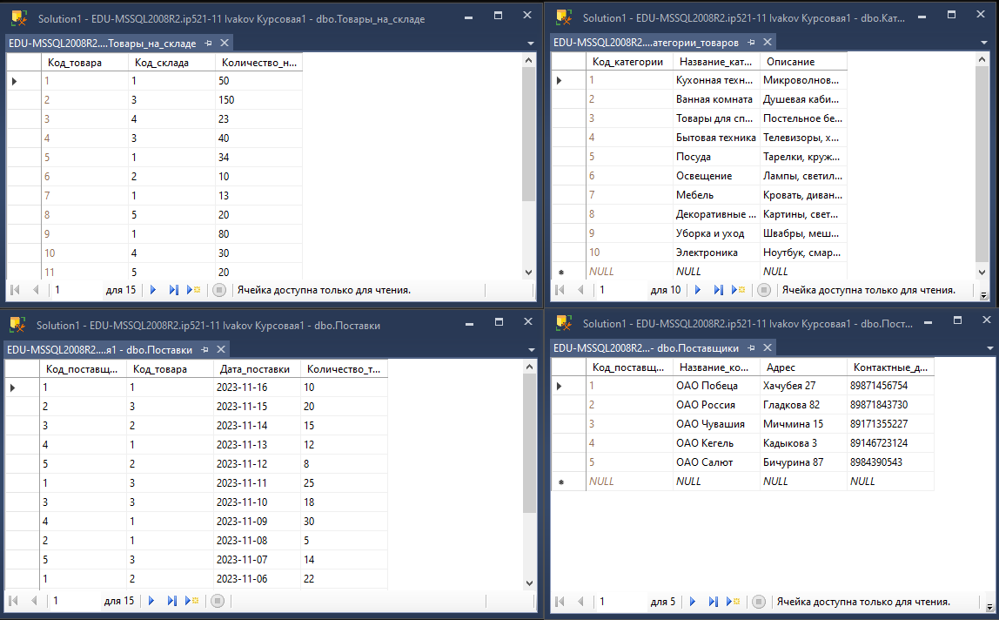 Solution1 - EDU-MSSQL2008R2.ip521-11 Ivakov Курсовая1 - dbo.Товары_на_складе
EDU-MSSQL2008R2....Товары_на_складе
Код_товара Код_склада Количество_н...
1 1 50
2 3 150
3 4 23
4 3 40
5 1 34
6 2 10
7 1 13
8 5 20
9 1 80
10 4 30
11 5 20
1 для 15 Ячейка доступна только для чтения.
Solution1 - EDU-MSSQL2008R2.ip521-11 Ivakov Курсовая1 - dbo.Кат...
EDU-MSSQL2008R2....атегории_товаров
Код_категории Название_кат... Описание
1 Кухонная техн... Микроволнов...
2 Ванная комната Душевая каби...
3 Товары для сп... Постельное бе...
4 Бытовая техника Телевизоры, х...
5 Посуда Тарелки, круж...
6 Освещение Лампы, светил...
7 Мебель Кровать, диван...
8 Декоративные ... Картины, свет...
9 Уборка и уход Швабры, меш...
10 Электроника Ноутбук, смар...
NULL NULL NULL
1 для 10 Ячейка доступна только для чтения.
Solution1 - EDU-MSSQL2008R2.ip521-11 Ivakov Курсовая1 - dbo.Поставки
EDU-MSSQL2008R2....я1 - dbo.Поставки
Код_поставщ... Код_товара Дата_поставки Количество_т...
1 1 2023-11-16 10
2 3 2023-11-15 20
3 2 2023-11-14 15
4 1 2023-11-13 12
5 2 2023-11-12 8
1 3 2023-11-11 25
3 3 2023-11-10 18
4 1 2023-11-09 30
2 1 2023-11-08 5
5 3 2023-11-07 14
1 2 2023-11-06 22
1 для 15
Solution1 - EDU-MSSQL2008R2.ip521-11 Ivakov Курсовая1 - dbo.Пост...
EDU-MSSQL2008R2...- dbo.Поставщики
Код_поставщ... Название_ко... Адрес Контактные_д...
1 ОАО Побеца Хачубея 27 89871456754
2 ОАО Россия Гладкова 82 89871843730
3 ОАО Чувашия Мичмина 15 89171355227
4 ОАО Кегель Кадыкова 3 89146723124
5 ОАО Салют Бичурина 87 8984390543
NULL NULL NULL NULL
1 для 5 Ячейка доступна только для чтения.